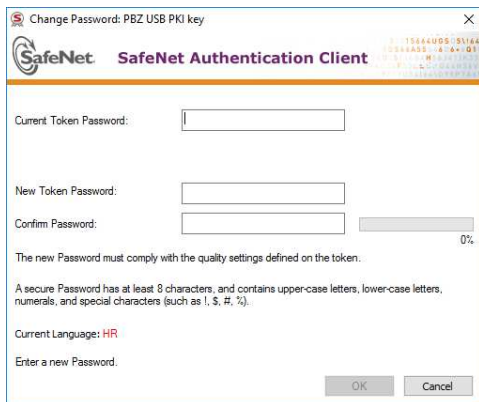 Change Password: PBZ USB PKI key
SafeNet. SafeNet Authentication Client
Current Token Password:
New Token Password:
Confirm Password:
0%
The new Password must comply with the quality settings defined on the token.
A secure Password has at least 8 characters, and contains upper-case letters, lower-case letters,
numerals, and special characters (such as !, $, #, %).
Current Language: HR
Enter a new Password.
OK Cancel